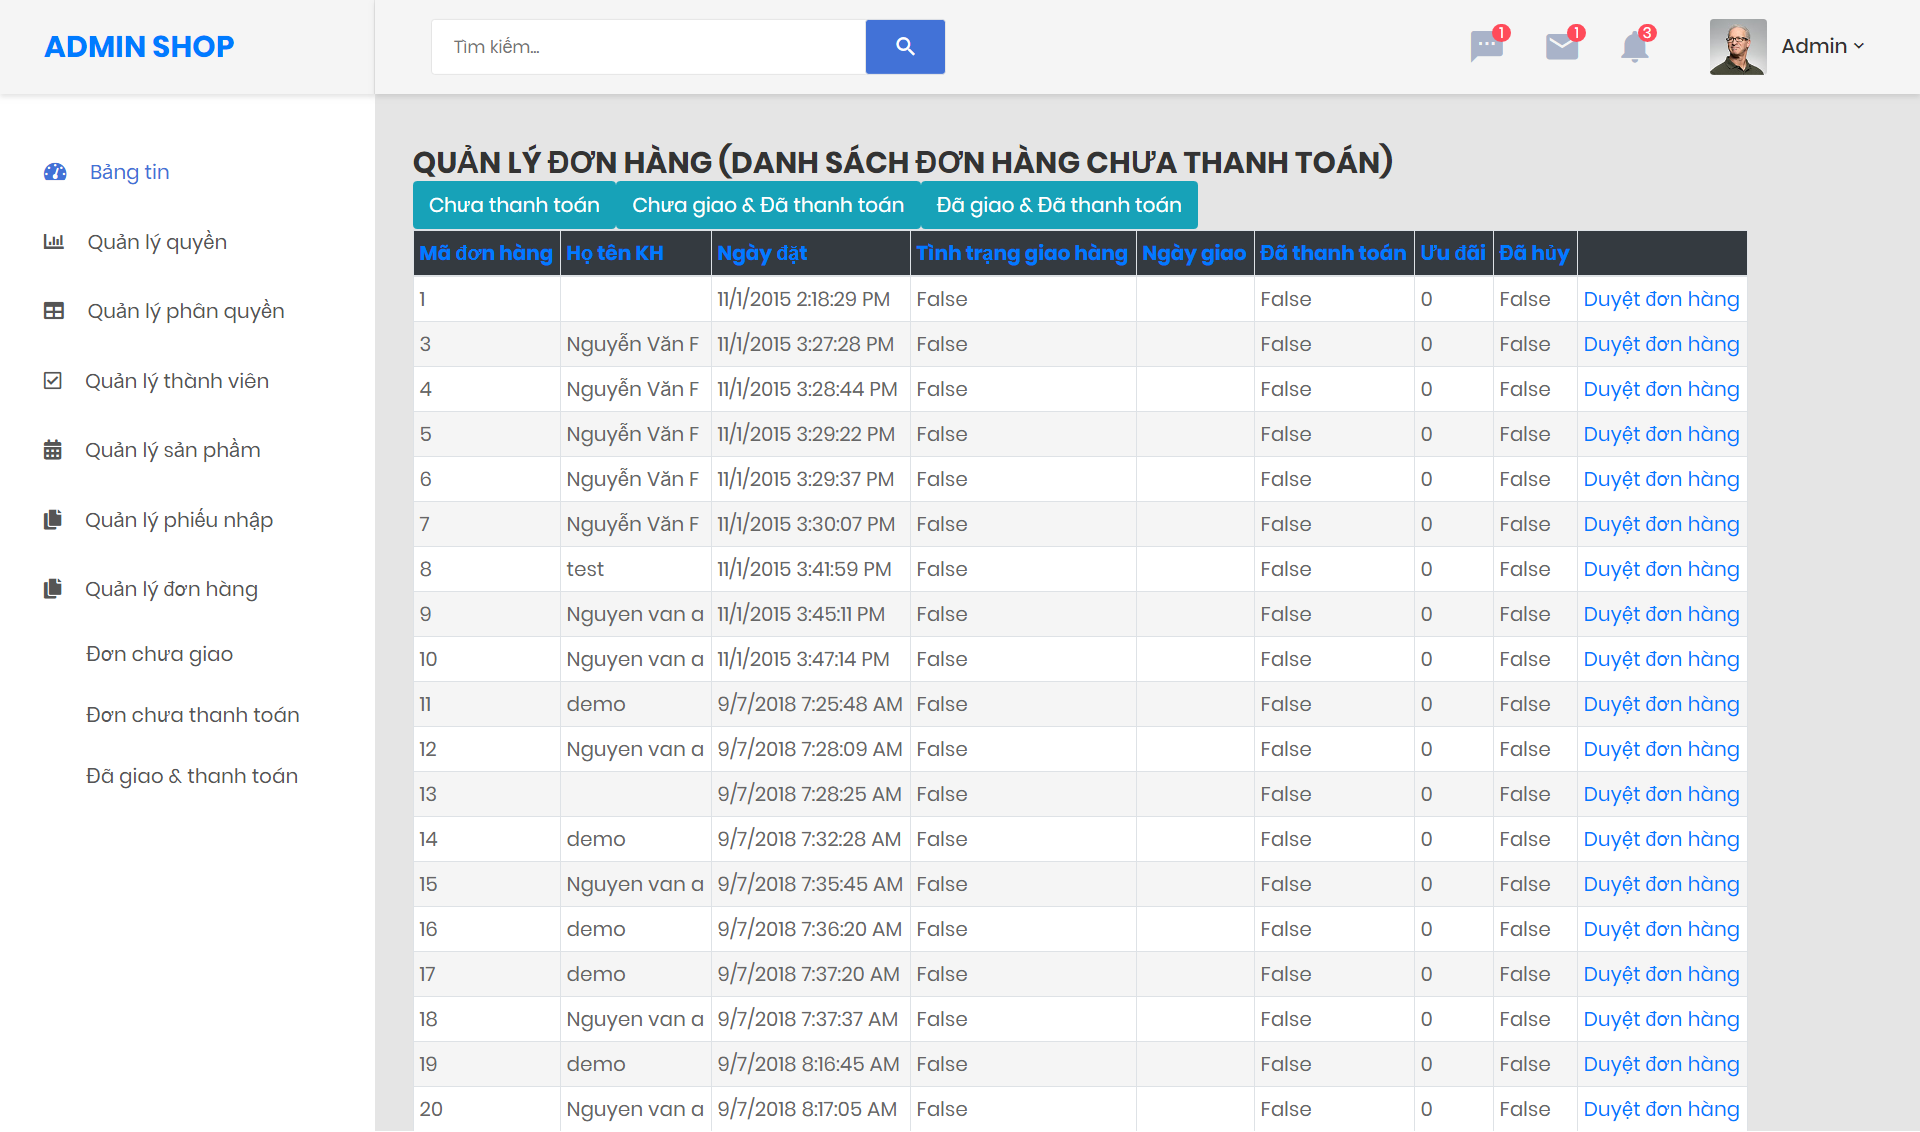 ADMIN SHOP
Tìm kiếm...
1
1
3
Admin
Bảng tin
Quản lý quyền
Quản lý phân quyền
Quản lý thành viên
Quản lý sản phẩm
Quản lý phiếu nhập
Quản lý đơn hàng
Đơn chưa giao
Đơn chưa thanh toán
Đã giao & thanh toán
QUẢN LÝ ĐƠN HÀNG (DANH SÁCH ĐƠN HÀNG CHƯA THANH TOÁN)
Chưa thanh toán Chưa giao & Đã thanh toán Đã giao & Đã thanh toán
Mã đơn hàng Họ tên KH Ngày đặt Tình trạng giao hàng Ngày giao Đã thanh toán Ưu đãi Đã hủy
1 11/1/2015 2:18:29 PM False False 0 False Duyệt đơn hàng
3 Nguyễn Văn F 11/1/2015 3:27:28 PM False False 0 False Duyệt đơn hàng
4 Nguyễn Văn F 11/1/2015 3:28:44 PM False False 0 False Duyệt đơn hàng
5 Nguyễn Văn F 11/1/2015 3:29:22 PM False False 0 False Duyệt đơn hàng
6 Nguyễn Văn F 11/1/2015 3:29:37 PM False False 0 False Duyệt đơn hàng
7 Nguyễn Văn F 11/1/2015 3:30:07 PM False False 0 False Duyệt đơn hàng
8 test 11/1/2015 3:41:59 PM False False 0 False Duyệt đơn hàng
9 Nguyen van a 11/1/2015 3:45:11 PM False False 0 False Duyệt đơn hàng
10 Nguyen van a 11/1/2015 3:47:14 PM False False 0 False Duyệt đơn hàng
11 demo 9/7/2018 7:25:48 AM False False 0 False Duyệt đơn hàng
12 Nguyen van a 9/7/2018 7:28:09 AM False False 0 False Duyệt đơn hàng
13 9/7/2018 7:28:25 AM False False 0 False Duyệt đơn hàng
14 demo 9/7/2018 7:32:28 AM False False 0 False Duyệt đơn hàng
15 Nguyen van a 9/7/2018 7:35:45 AM False False 0 False Duyệt đơn hàng
16 demo 9/7/2018 7:36:20 AM False False 0 False Duyệt đơn hàng
17 demo 9/7/2018 7:37:20 AM False False 0 False Duyệt đơn hàng
18 Nguyen van a 9/7/2018 7:37:37 AM False False 0 False Duyệt đơn hàng
19 demo 9/7/2018 8:16:45 AM False False 0 False Duyệt đơn hàng
20 Nguyen van a 9/7/2018 8:17:05 AM False False 0 False Duyệt đơn hàng